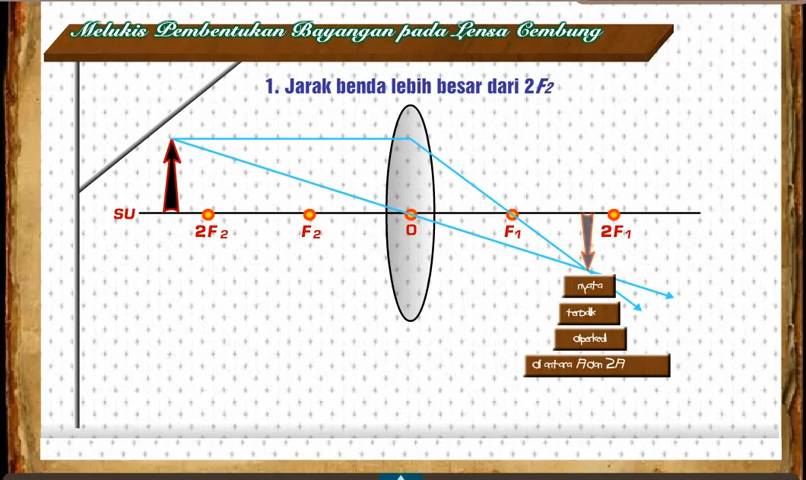 Melukis Pembentukan Bayangan pada Lensa Cembung
1. Jarak benda lebih besar dari 2F2
SU
2F2
F2
O
F1
2F1
nyata
terbalik
diperkecil
di antara F1 dan 2F1